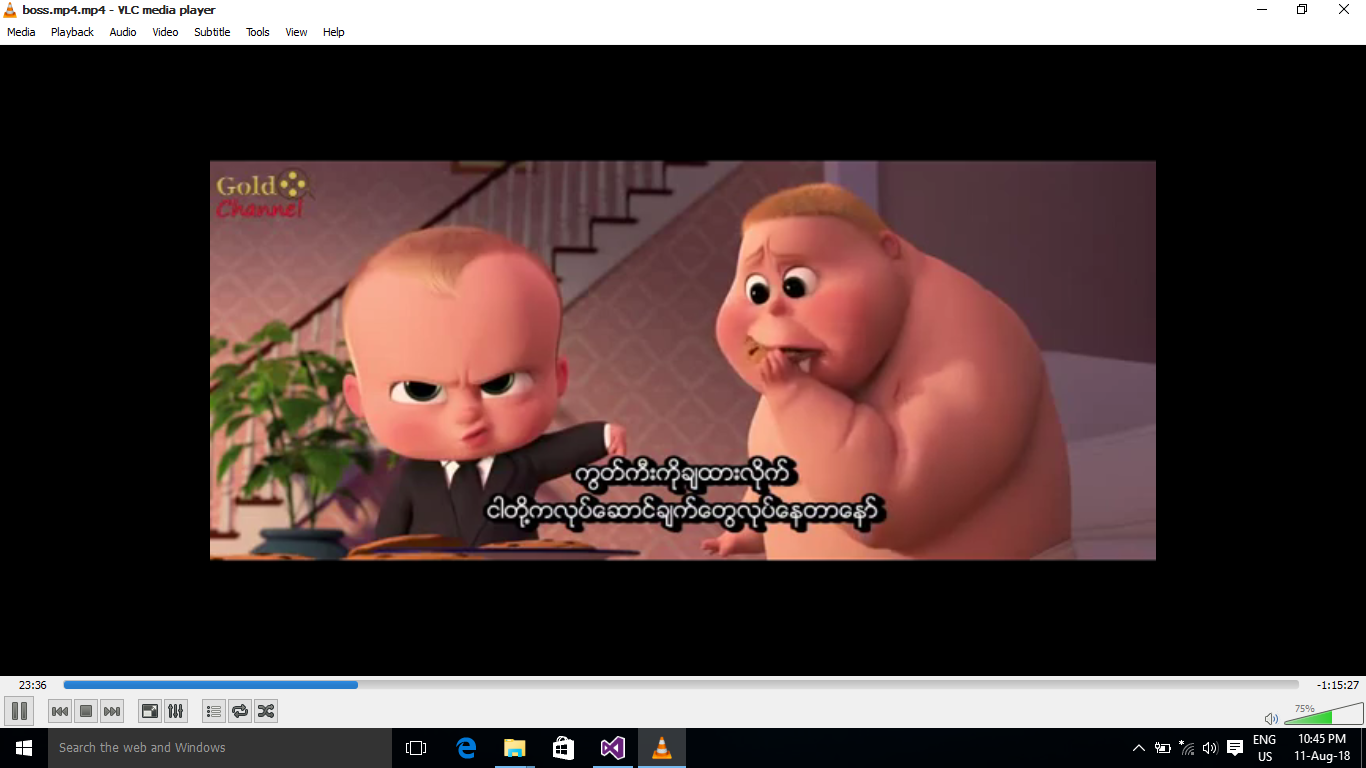 boss.mp4.mp4 - VLC media player
Media Playback Audio Video Subtitle Tools View Help
Gold
Channel
ကွတ်ကီးကိုချထားလိုက်
ငါတို့ကလုပ်ဆောင်ချက်တွေလုပ်နေတာနော်
23:36
-1:15:27
75%
Search the web and Windows
ENG
US
10:45 PM
11-Aug-18